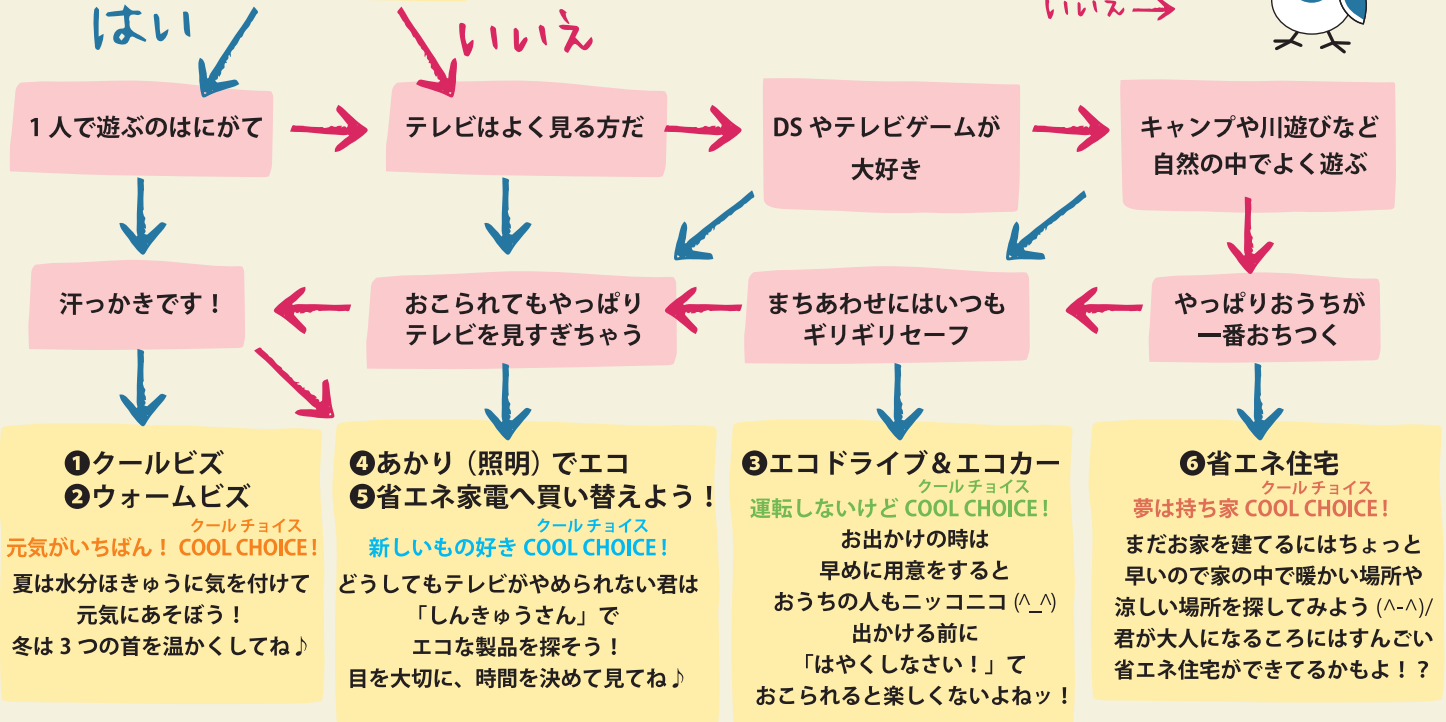 はい
いいえ
いいえ
1人で遊ぶのはにがて
テレビはよく見る方だ
DSやテレビゲームが
大好き
キャンプや川遊びなど
自然の中でよく遊ぶ
汗っかきです！
おこられてもやっぱり
テレビを見すぎちゃう
まちあわせにはいつも
ギリギリセーフ
やっぱりおうちが
一番おちつく
❶クールビズ
❷ウォームビズ
クール チョイス
元気がいちばん！ COOL CHOICE！
夏は水分ほきゅうに気を付けて
元気にあそぼう！
冬は3つの首を温かくしてね♪
❹あかり（照明）でエコ
❺省エネ家電へ買い替えよう！
クール チョイス
新しいもの好き COOL CHOICE！
どうしてもテレビがやめられない君は
「しんきゅうさん」で
エコな製品を探そう！
目を大切に、時間を決めて見てね♪
❸エコドライブ＆エコカー
クール チョイス
運転しないけど COOL CHOICE！
お出かけの時は
早めに用意をすると
おうちの人もニッコニコ (^_^)
出かける前に
「はやくしなさい！」て
おこられると楽しくないよねッ！
❻省エネ住宅
クール チョイス
夢は持ち家 COOL CHOICE！
まだお家を建てるにはちょっと
早いので家の中で暖かい場所や
涼しい場所を探してみよう (^-^)/
君が大人になるころにはすんごい
省エネ住宅ができてるかもよ！？